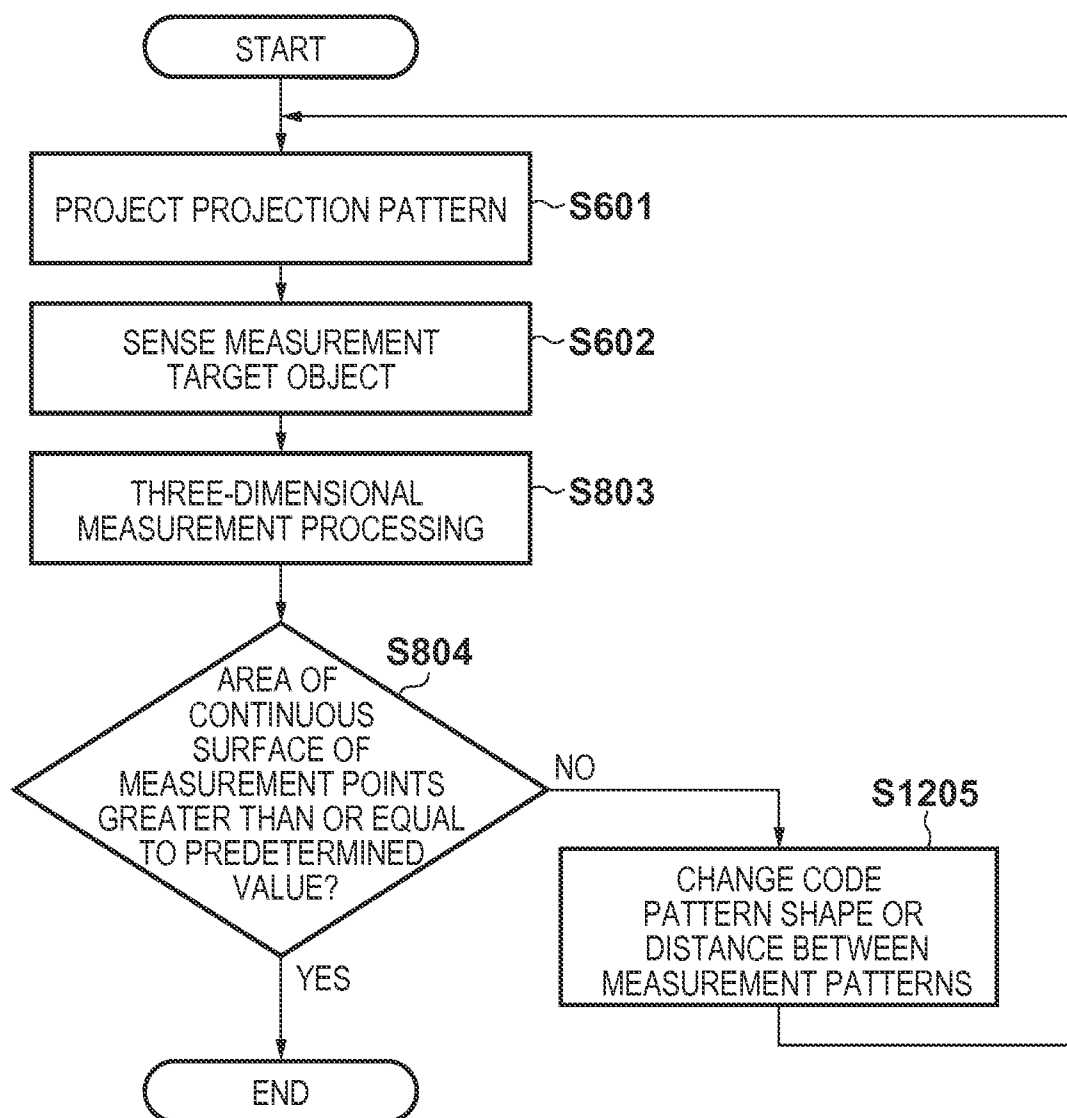 START
PROJECT PROJECTION PATTERN
S601
SENSE MEASUREMENT
TARGET OBJECT
S602
THREE-DIMENSIONAL
MEASUREMENT PROCESSING
S803
S804
AREA OF
CONTINUOUS
SURFACE OF
MEASUREMENT POINTS
GREATER THAN OR EQUAL
TO PREDETERMINED
VALUE?
NO
S1205
CHANGE CODE
PATTERN SHAPE OR
DISTANCE BETWEEN
MEASUREMENT PATTERNS
YES
END